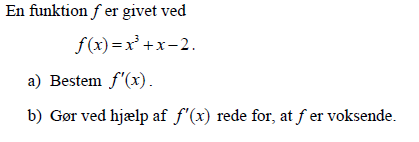 En funktion f er givet ved
f(x) = x³ + x − 2.
a) Bestem f'(x).
b) Gør ved hjælp af f'(x) rede for, at f er voksende.